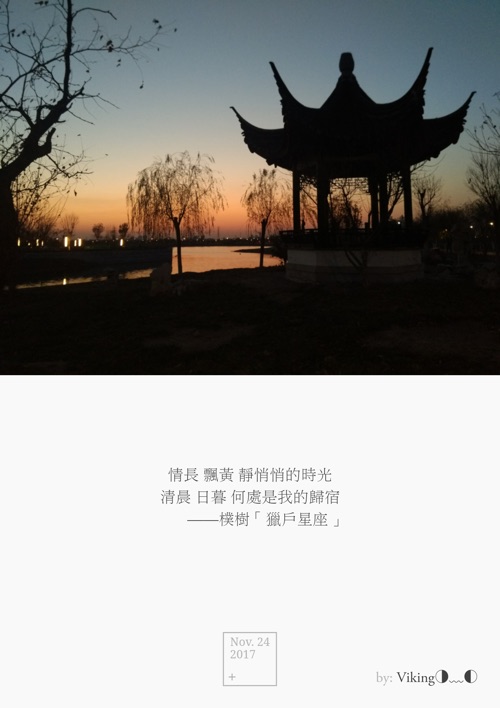 情長 飄黃 靜悄悄的時光
清晨 日暮 何處是我的歸宿
——樸樹「 獵戶星座 」
Nov. 24
2017
+
by: Viking◑﹏◐